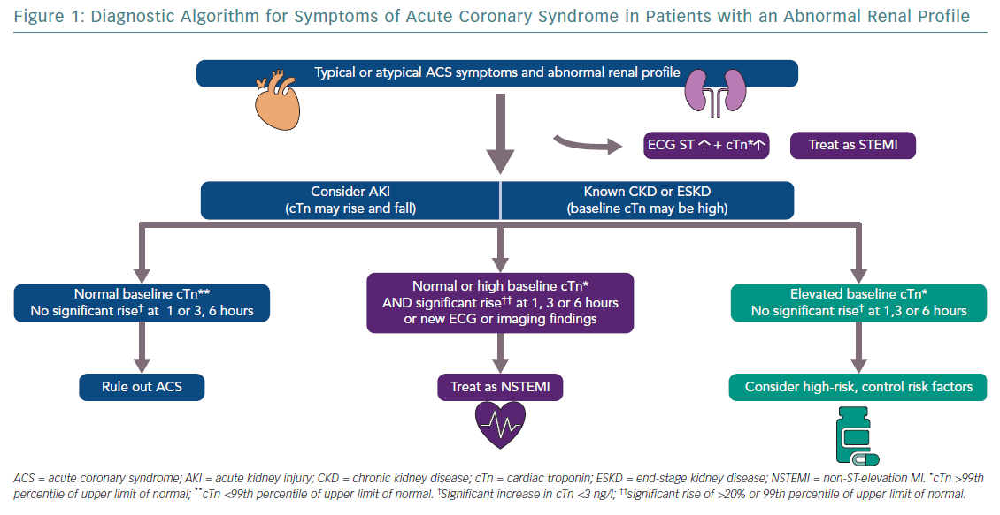 Figure 1: Diagnostic Algorithm for Symptoms of Acute Coronary Syndrome in Patients with an Abnormal Renal Profile
Typical or atypical ACS symptoms and abnormal renal profile
ECG ST ↑ + cTn*↑
Treat as STEMI
Consider AKI
(cTn may rise and fall)
Known CKD or ESKD
(baseline cTn may be high)
Normal baseline cTn**
No significant rise† at 1 or 3, 6 hours
Normal or high baseline cTn*
AND significant rise†† at 1, 3 or 6 hours
or new ECG or imaging findings
Elevated baseline cTn*
No significant rise† at 1,3 or 6 hours
Rule out ACS
Treat as NSTEMI
Consider high-risk, control risk factors
ACS = acute coronary syndrome; AKI = acute kidney injury; CKD = chronic kidney disease; cTn = cardiac troponin; ESKD = end-stage kidney disease; NSTEMI = non-ST-elevation MI. *cTn >99th
percentile of upper limit of normal; **cTn <99th percentile of upper limit of normal. †Significant increase in cTn <3 ng/l; ††significant rise of >20% or 99th percentile of upper limit of normal.